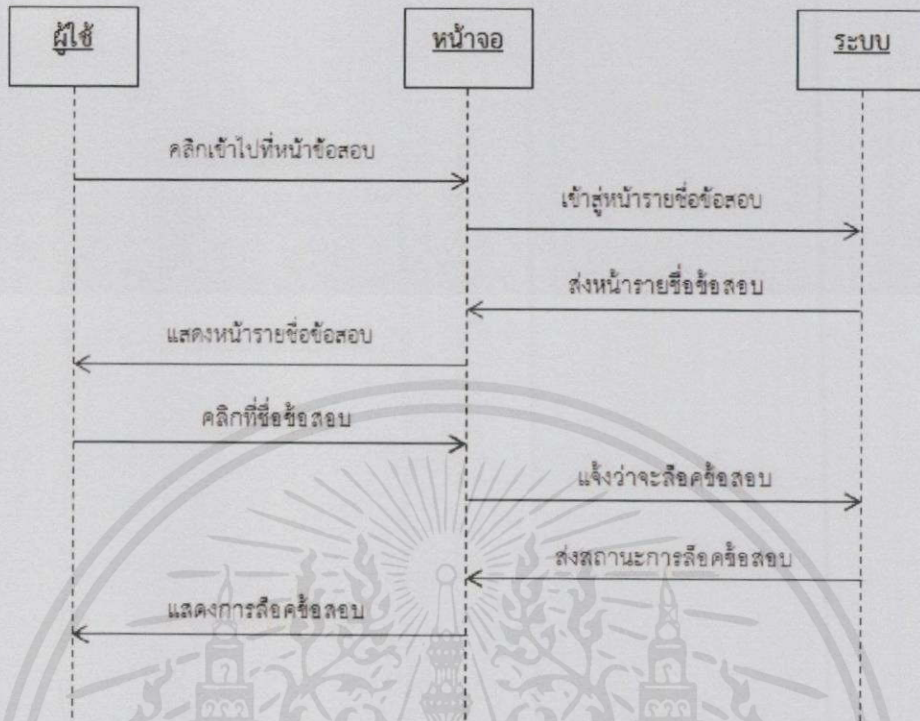 ผู้ใช้
หน้าจอ
ระบบ
คลิกเข้าไปที่หน้าข้อสอบ
เข้าสู่หน้ารายชื่อข้อสอบ
ส่งหน้ารายชื่อข้อสอบ
แสดงหน้ารายชื่อข้อสอบ
คลิกที่ชื่อข้อสอบ
แจ้งว่าจะล๊อคข้อสอบ
ส่งสถานะการล๊อคข้อสอบ
แสดงการล๊อคข้อสอบ